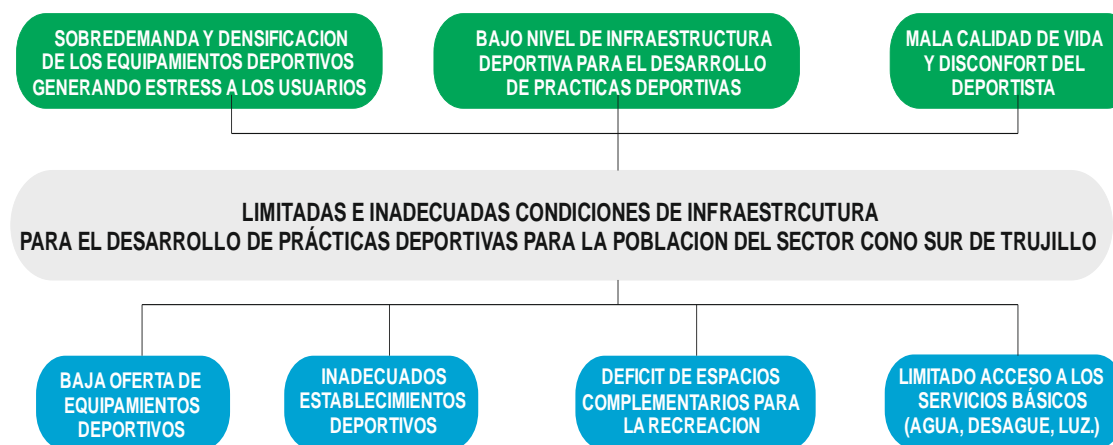 SOBREDEMANDA Y DENSIFICACION
DE LOS EQUIPAMIENTOS DEPORTIVOS
GENERANDO ESTRESS A LOS USUARIOS
BAJO NIVEL DE INFRAESTRUCTURA
DEPORTIVA PARA EL DESARROLLO
DE PRACTICAS DEPORTIVAS
MALA CALIDAD DE VIDA
Y DISCONFORT DEL
DEPORTISTA
LIMITADAS E INADECUADAS CONDICIONES DE INFRAESTRCUTURA
PARA EL DESARROLLO DE PRÁCTICAS DEPORTIVAS PARA LA POBLACION DEL SECTOR CONO SUR DE TRUJILLO
BAJA OFERTA DE
EQUIPAMIENTOS
DEPORTIVOS
INADECUADOS
ESTABLECIMIENTOS
DEPORTIVOS
DEFICIT DE ESPACIOS
COMPLEMENTARIOS PARA
LA RECREACION
LIMITADO ACCESO A LOS
SERVICIOS BÁSICOS
(AGUA, DESAGUE, LUZ.)